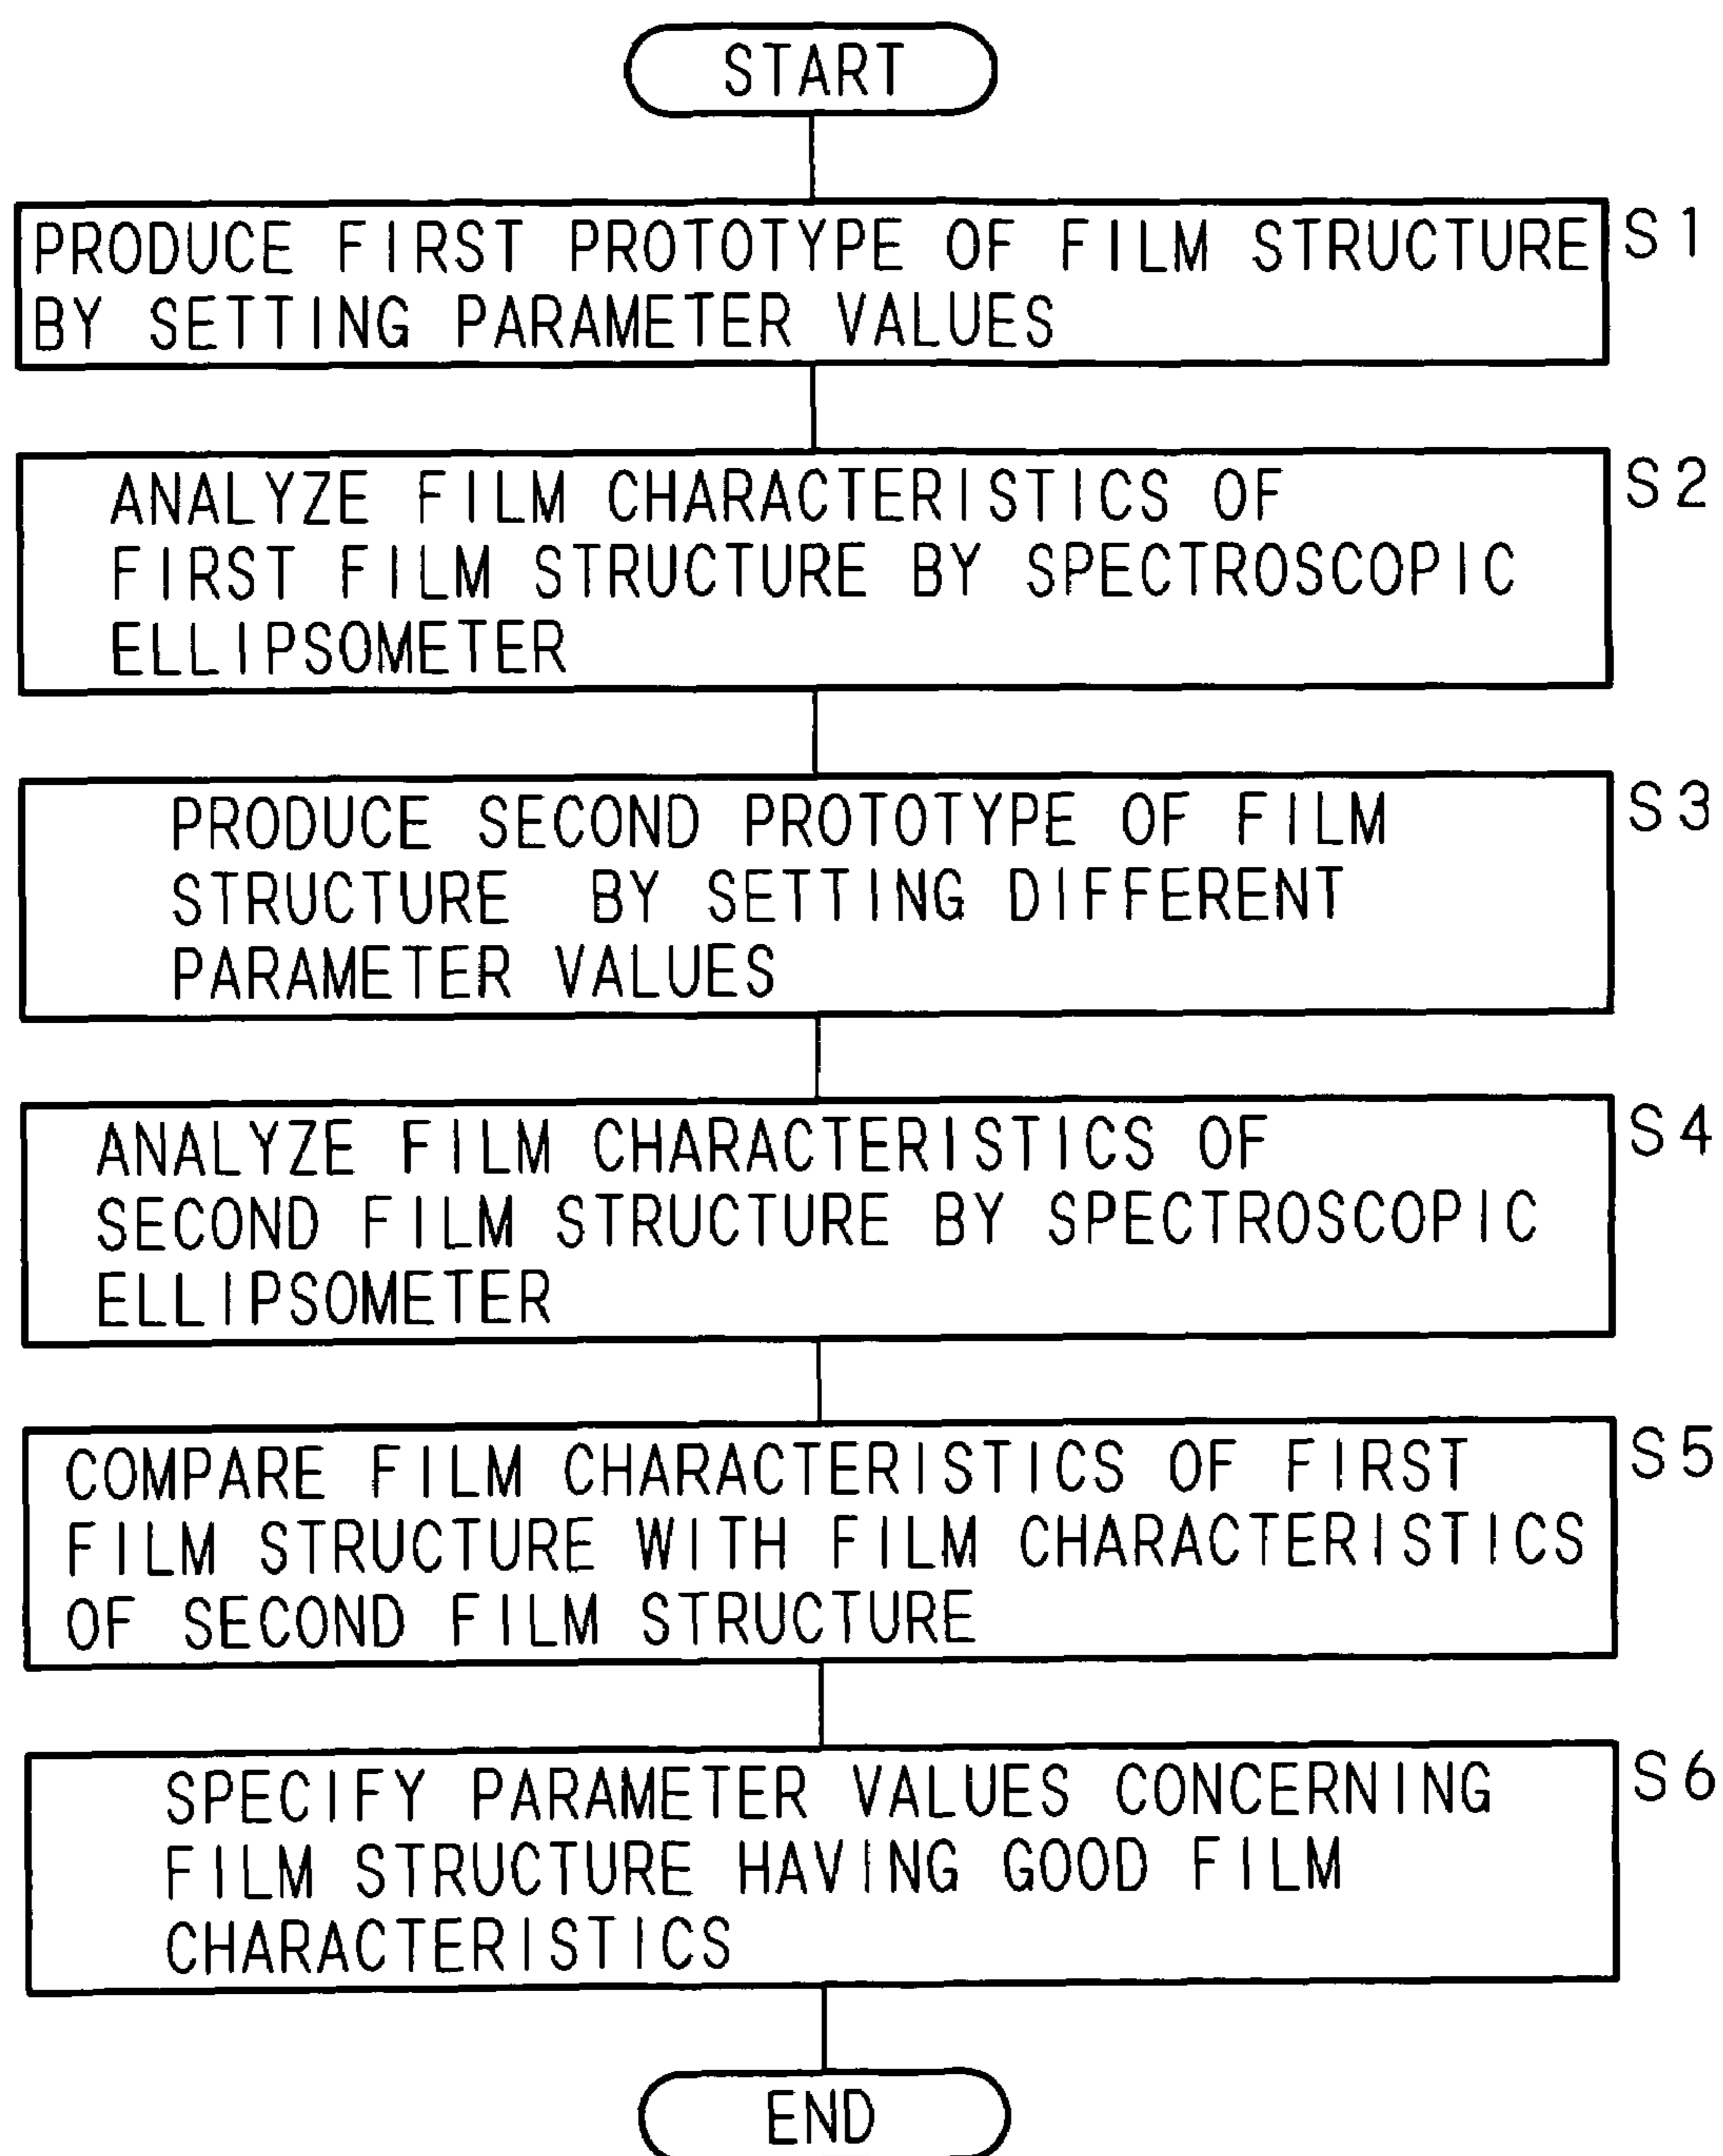 START
PRODUCE FIRST PROTOTYPE OF FILM STRUCTURE S1
BY SETTING PARAMETER VALUES
ANALYZE FILM CHARACTERISTICS OF S2
FIRST FILM STRUCTURE BY SPECTROSCOPIC
ELLIPSOMETER
PRODUCE SECOND PROTOTYPE OF FILM S3
STRUCTURE BY SETTING DIFFERENT
PARAMETER VALUES
ANALYZE FILM CHARACTERISTICS OF S4
SECOND FILM STRUCTURE BY SPECTROSCOPIC
ELLIPSOMETER
COMPARE FILM CHARACTERISTICS OF FIRST S5
FILM STRUCTURE WITH FILM CHARACTERISTICS
OF SECOND FILM STRUCTURE
SPECIFY PARAMETER VALUES CONCERNING S6
FILM STRUCTURE HAVING GOOD FILM
CHARACTERISTICS
END